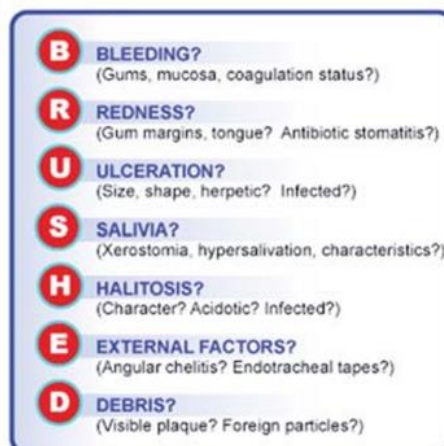 B BLEEDING?
(Gums, mucosa, coagulation status?)
R REDNESS?
(Gum margins, tongue? Antibiotic stomatitis?)
U ULCERATION?
(Size, shape, herpetic? Infected?)
S SALIVIA?
(Xerostomia, hypersalivation, characteristics?)
H HALITOSIS?
(Character? Acidotic? Infected?)
E EXTERNAL FACTORS?
(Angular chelitis? Endotracheal tapes?)
D DEBRIS?
(Visible plaque? Foreign particles?)